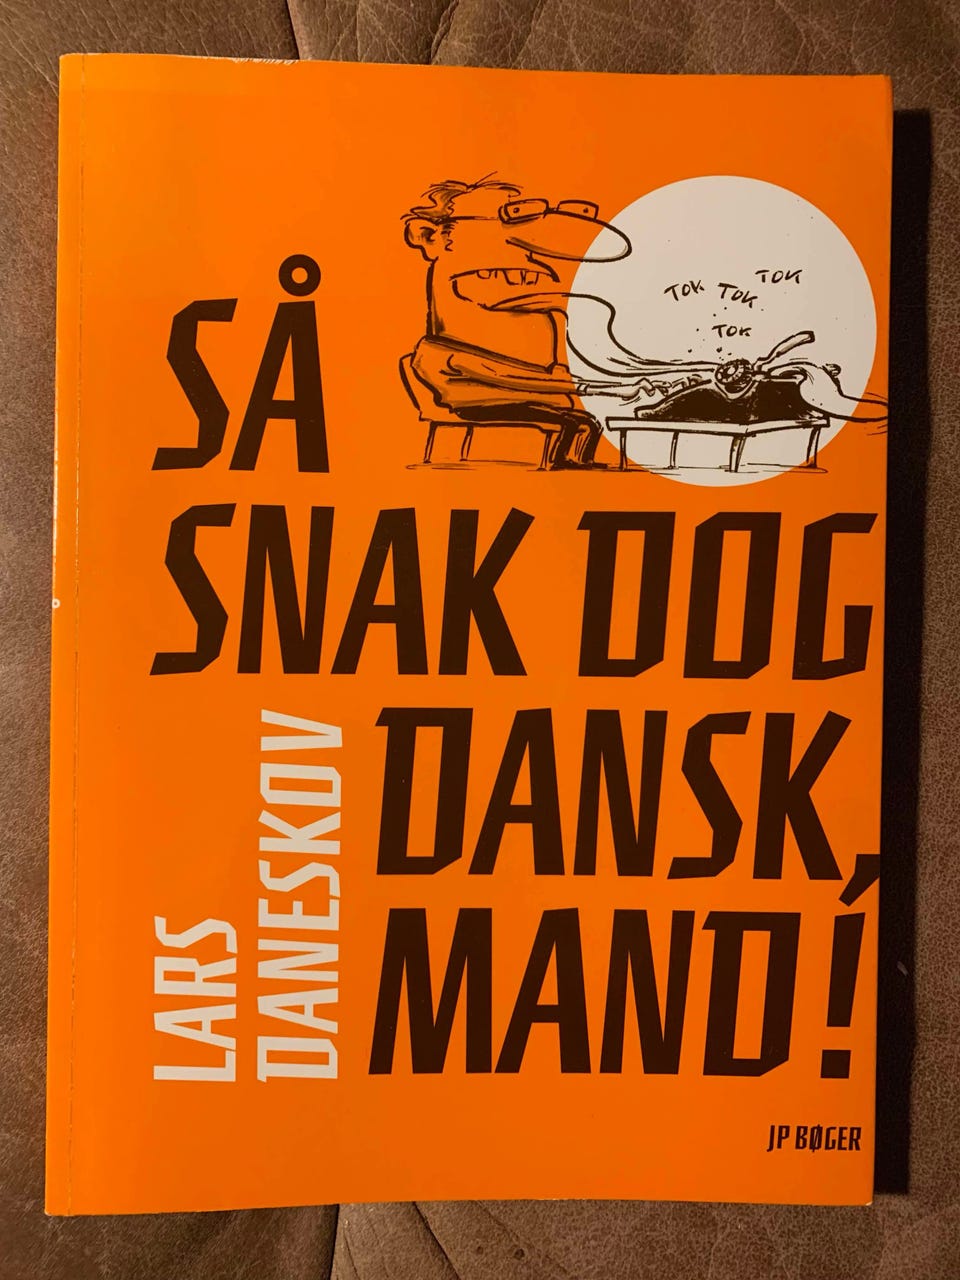 TOK TOK TOK
TOK
SÅ
SNAK DOG
DANSK,
MAND!
LARS
DANESKOV
JP BØGER